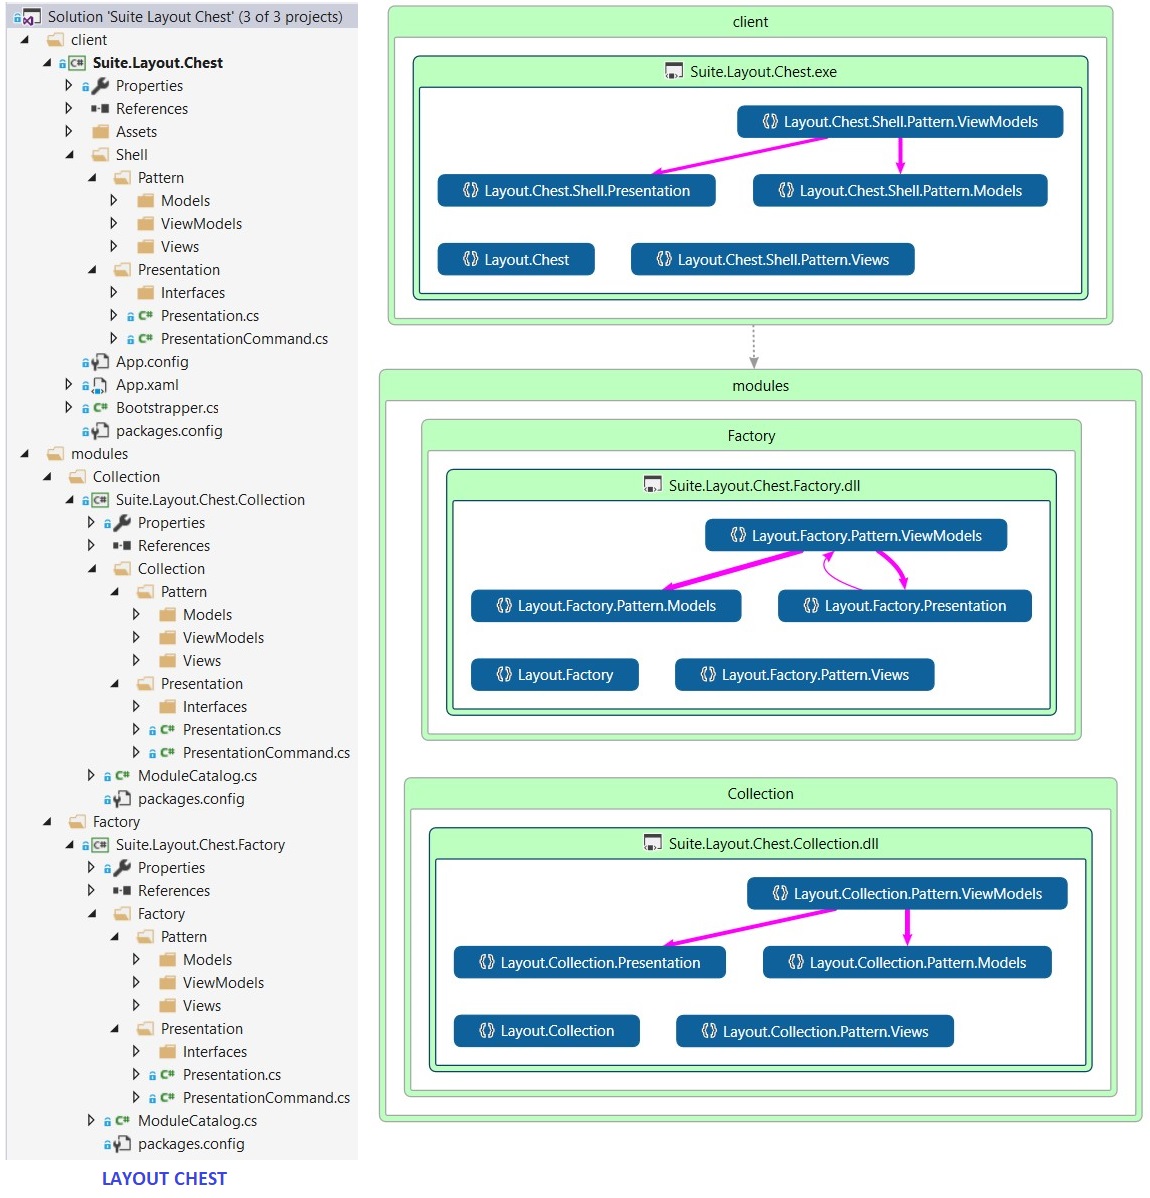 Solution 'Suite Layout Chest' (3 of 3 projects)
client
Suite.Layout.Chest
Properties
References
Assets
Shell
Pattern
Models
ViewModels
Views
Presentation
Interfaces
C# Presentation.cs
C# PresentationCommand.cs
App.config
App.xaml
C# Bootstrapper.cs
packages.config
modules
Collection
C# Suite.Layout.Chest.Collection
Properties
References
Collection
Pattern
Models
ViewModels
Views
Presentation
Interfaces
C# Presentation.cs
C# PresentationCommand.cs
C# ModuleCatalog.cs
packages.config
Factory
C# Suite.Layout.Chest.Factory
Properties
References
Factory
Pattern
Models
ViewModels
Views
Presentation
Interfaces
C# Presentation.cs
C# PresentationCommand.cs
C# ModuleCatalog.cs
packages.config
LAYOUT CHEST
client
Suite.Layout.Chest.exe
Layout.Chest.Shell.Pattern.ViewModels
Layout.Chest.Shell.Presentation
Layout.Chest.Shell.Pattern.Models
Layout.Chest
Layout.Chest.Shell.Pattern.Views
modules
Factory
Suite.Layout.Chest.Factory.dll
Layout.Factory.Pattern.ViewModels
Layout.Factory.Pattern.Models
Layout.Factory.Presentation
Layout.Factory
Layout.Factory.Pattern.Views
Collection
Suite.Layout.Chest.Collection.dll
Layout.Collection.Pattern.ViewModels
Layout.Collection.Presentation
Layout.Collection.Pattern.Models
Layout.Collection
Layout.Collection.Pattern.Views